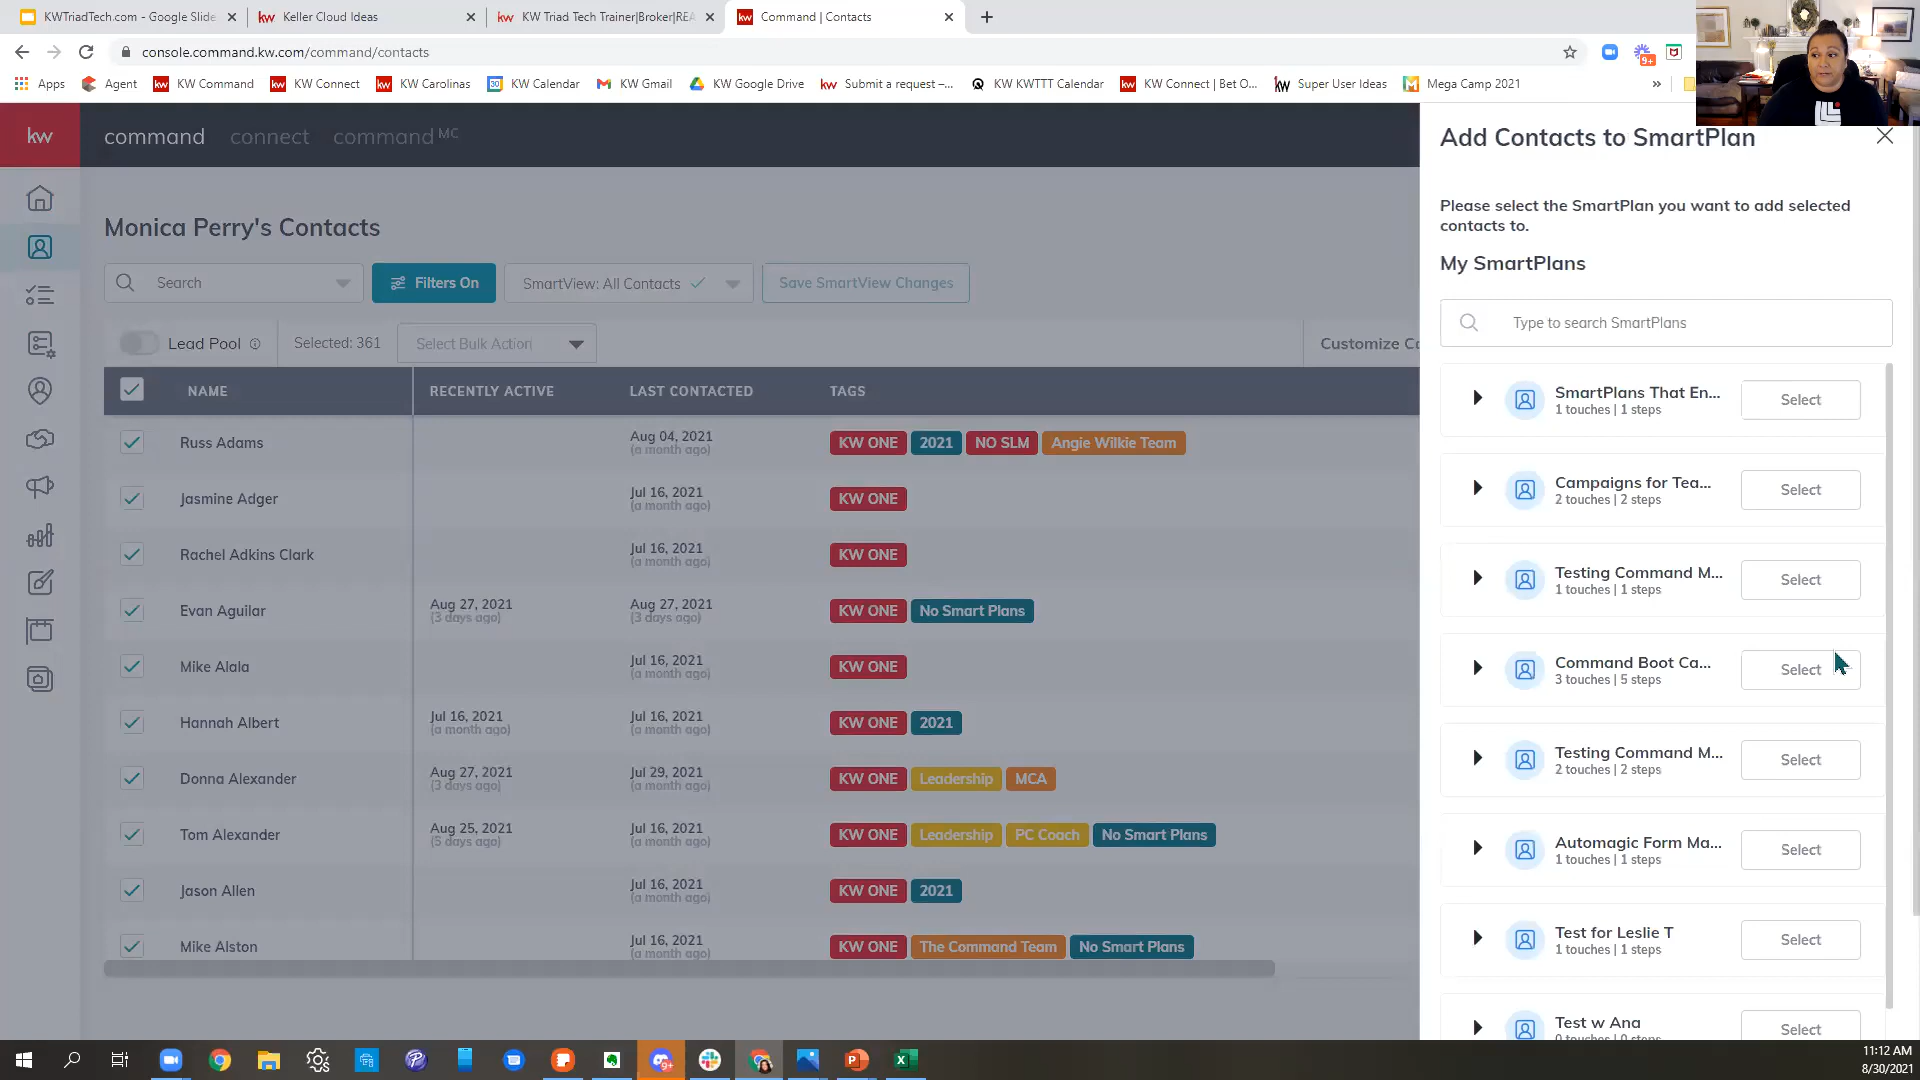 KWTriadTech.com - Google Slide
Keller Cloud Ideas
KW Triad Tech Trainer|Broker|REA
Command | Contacts
console.command.kw.com/command/contacts
9+
Apps
Agent
KW Command
KW Connect
KW Carolinas
KW Calendar
KW Gmail
KW Google Drive
Submit a request –...
KW KWTTT Calendar
KW Connect | Bet O...
Super User Ideas
Mega Camp 2021
kw
command
connect
command MC
Monica Perry's Contacts
Search
Filters On
SmartView: All Contacts
Save SmartView Changes
Lead Pool
Selected: 361
Select Bulk Action
Customize Co
NAME
RECENTLY ACTIVE
LAST CONTACTED
TAGS
Russ Adams
Aug 04, 2021
(a month ago)
KW ONE
2021
NO SLM
Angie Wilkie Team
Jasmine Adger
Jul 16, 2021
(a month ago)
KW ONE
Rachel Adkins Clark
Jul 16, 2021
(a month ago)
KW ONE
Evan Aguilar
Aug 27, 2021
(3 days ago)
Aug 27, 2021
(3 days ago)
KW ONE
No Smart Plans
Mike Alala
Jul 16, 2021
(a month ago)
KW ONE
Hannah Albert
Jul 16, 2021
(a month ago)
Jul 16, 2021
(a month ago)
KW ONE
2021
Donna Alexander
Aug 27, 2021
(3 days ago)
Jul 29, 2021
(a month ago)
KW ONE
Leadership
MCA
Tom Alexander
Aug 25, 2021
(5 days ago)
Jul 16, 2021
(a month ago)
KW ONE
Leadership
PC Coach
No Smart Plans
Jason Allen
Jul 16, 2021
(a month ago)
KW ONE
2021
Mike Alston
Jul 16, 2021
(a month ago)
KW ONE
The Command Team
No Smart Plans
Add Contacts to SmartPlan
Please select the SmartPlan you want to add selected
contacts to.
My SmartPlans
Type to search SmartPlans
SmartPlans That En...
1 touches | 1 steps
Select
Campaigns for Tea...
2 touches | 2 steps
Select
Testing Command M...
1 touches | 1 steps
Select
Command Boot Ca...
3 touches | 5 steps
Select
Testing Command M...
2 touches | 2 steps
Select
Automagic Form Ma...
1 touches | 1 steps
Select
Test for Leslie T
1 touches | 1 steps
Select
Test w Ana
0 touches | 0 steps
Select
11:12 AM
8/30/2021